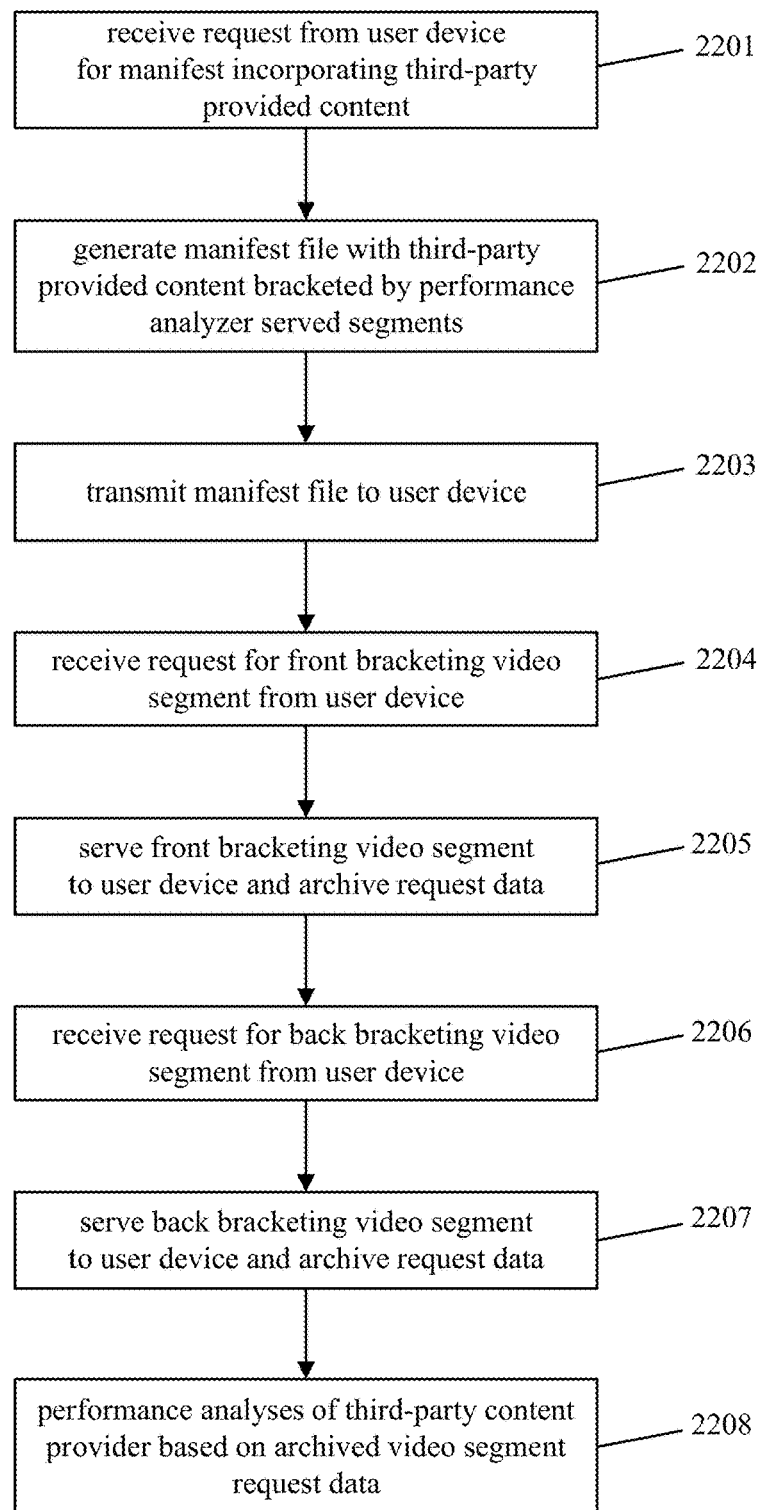 receive request from user device
for manifest incorporating third-party
provided content
2201
generate manifest file with third-party
provided content bracketed by performance
analyzer served segments
2202
transmit manifest file to user device
2203
receive request for front bracketing video
segment from user device
2204
serve front bracketing video segment
to user device and archive request data
2205
receive request for back bracketing video
segment from user device
2206
serve back bracketing video segment
to user device and archive request data
2207
performance analyses of third-party content
provider based on archived video segment
request data
2208